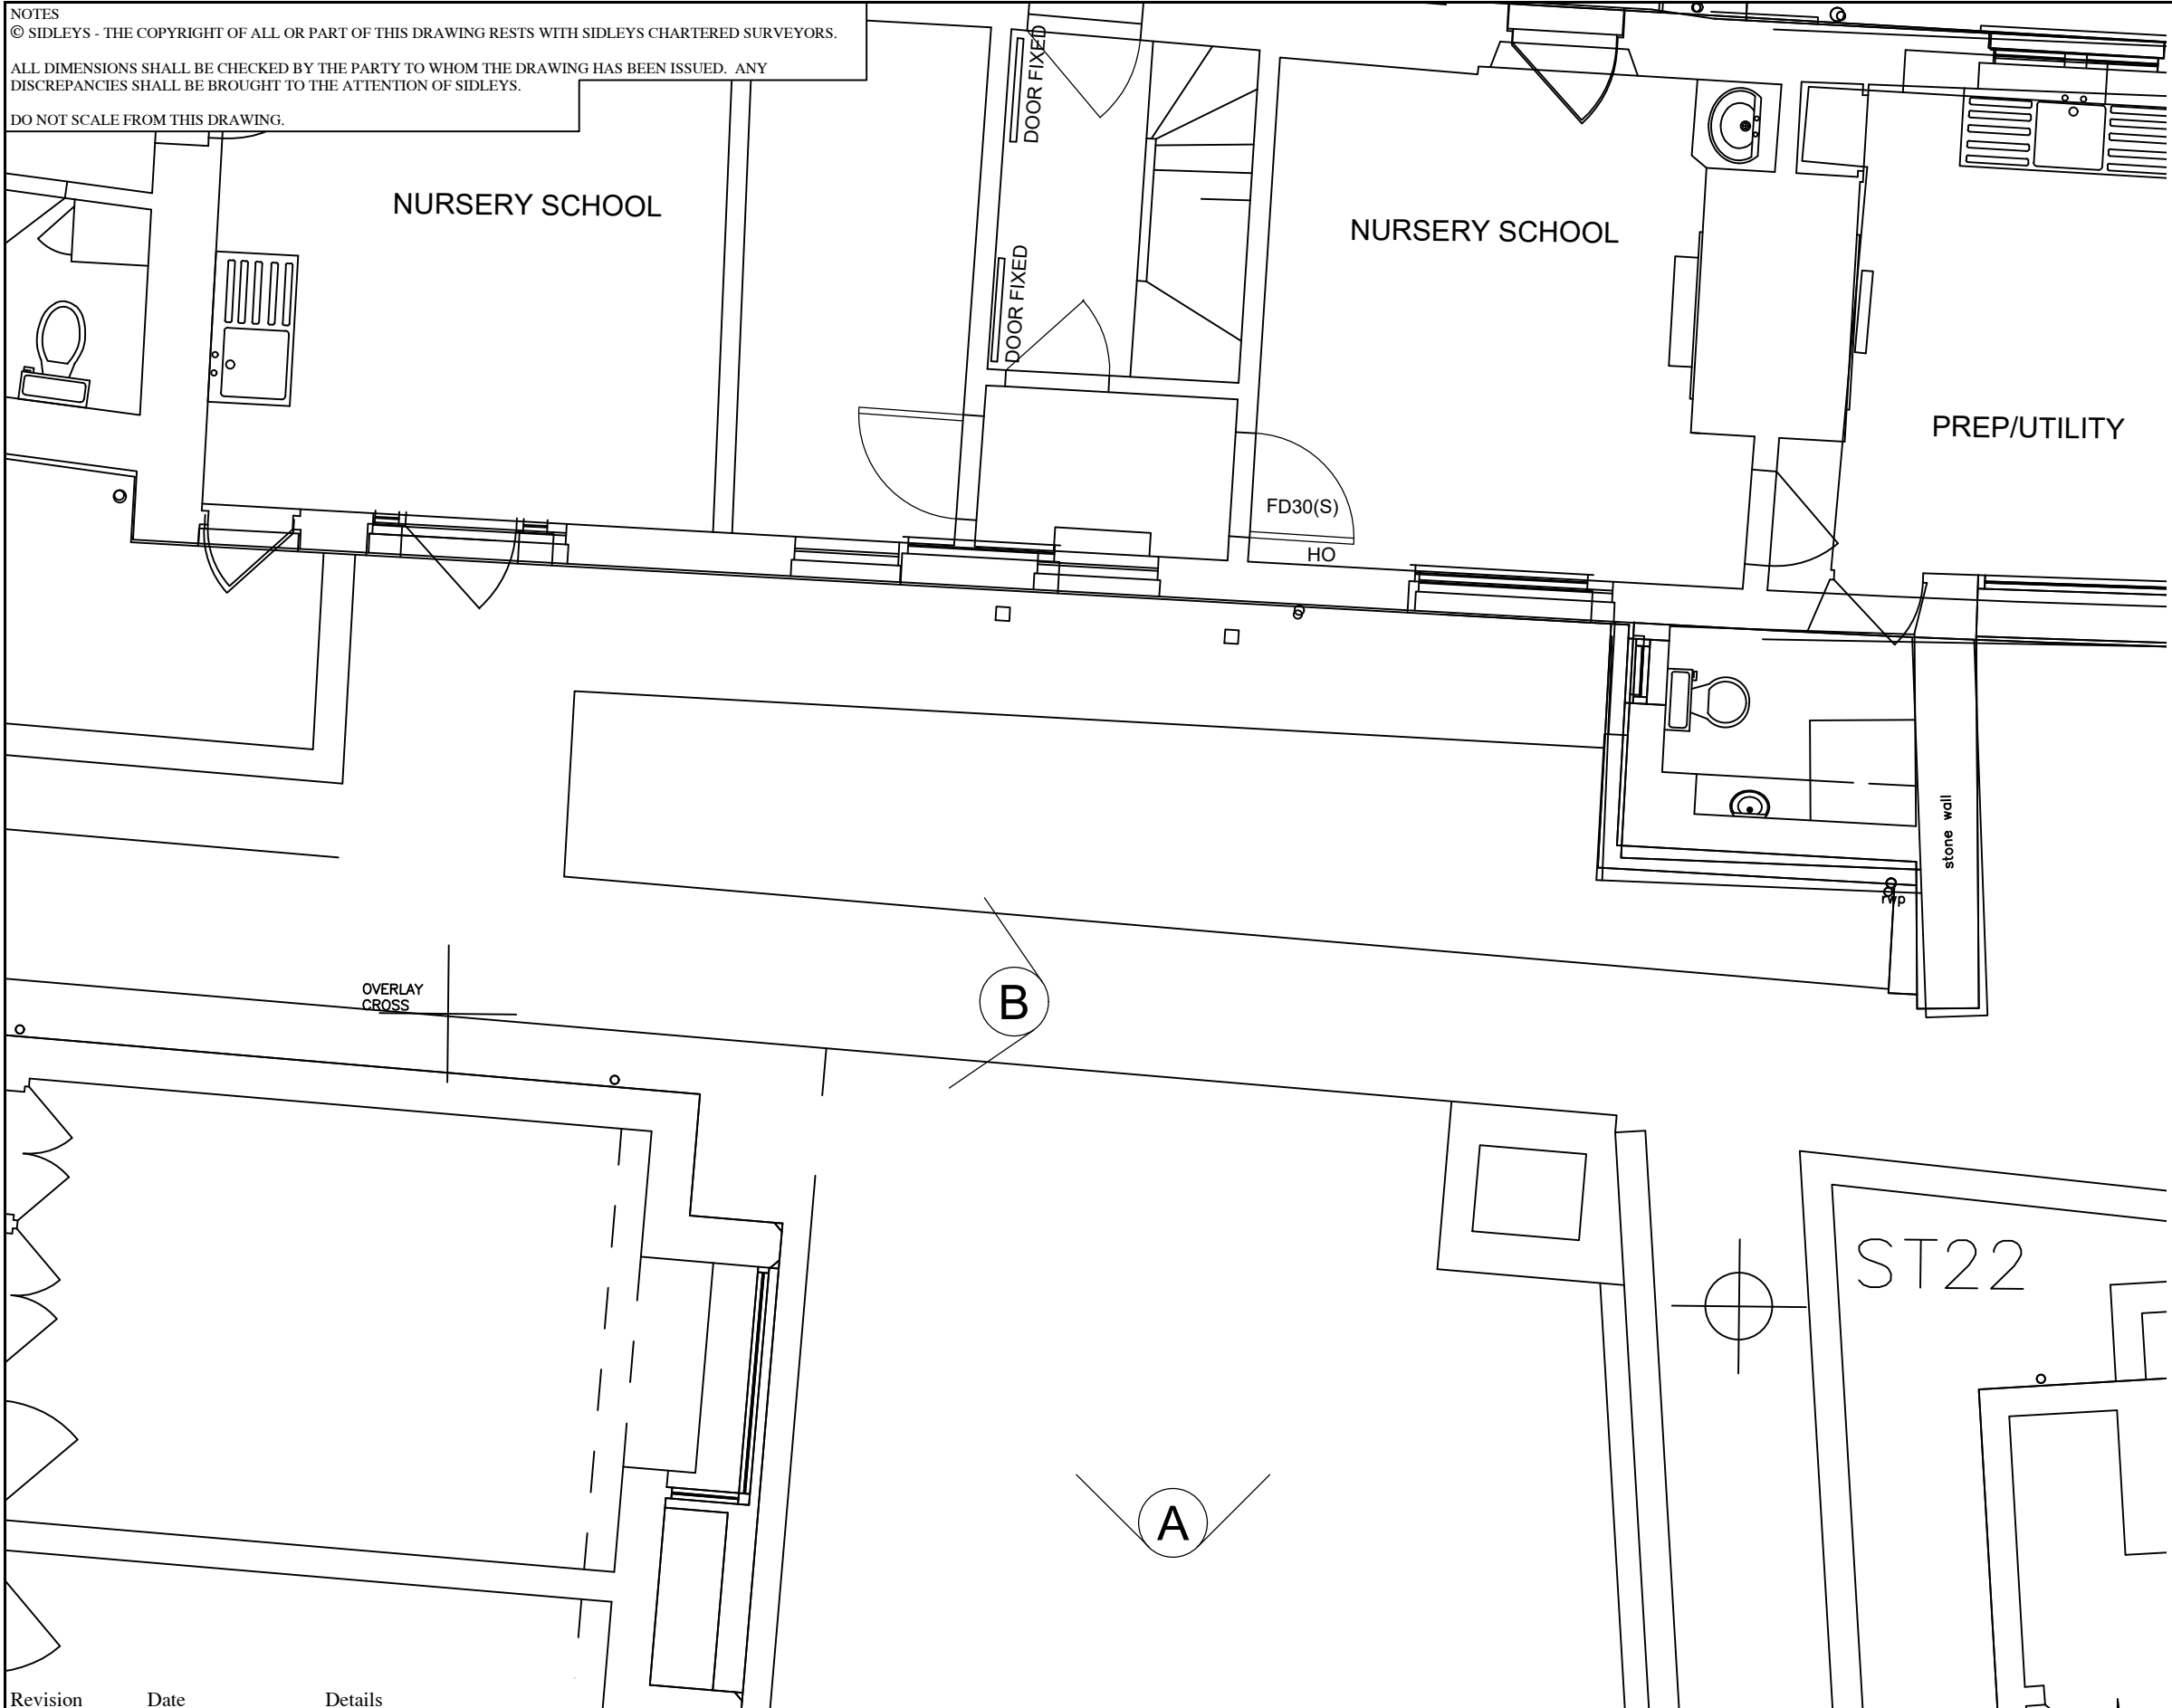 NOTES
© SIDLEYS - THE COPYRIGHT OF ALL OR PART OF THIS DRAWING RESTS WITH SIDLEYS CHARTERED SURVEYORS.
ALL DIMENSIONS SHALL BE CHECKED BY THE PARTY TO WHOM THE DRAWING HAS BEEN ISSUED. ANY
DISCREPANCIES SHALL BE BROUGHT TO THE ATTENTION OF SIDLEYS.
DO NOT SCALE FROM THIS DRAWING.
DOOR FIXED
NURSERY SCHOOL
NURSERY SCHOOL
DOOR FIXED
PREP/UTILITY
FD30(S)
HO
stone wall
rwp
OVERLAY
CROSS
B
ST22
A
Revision Date Details